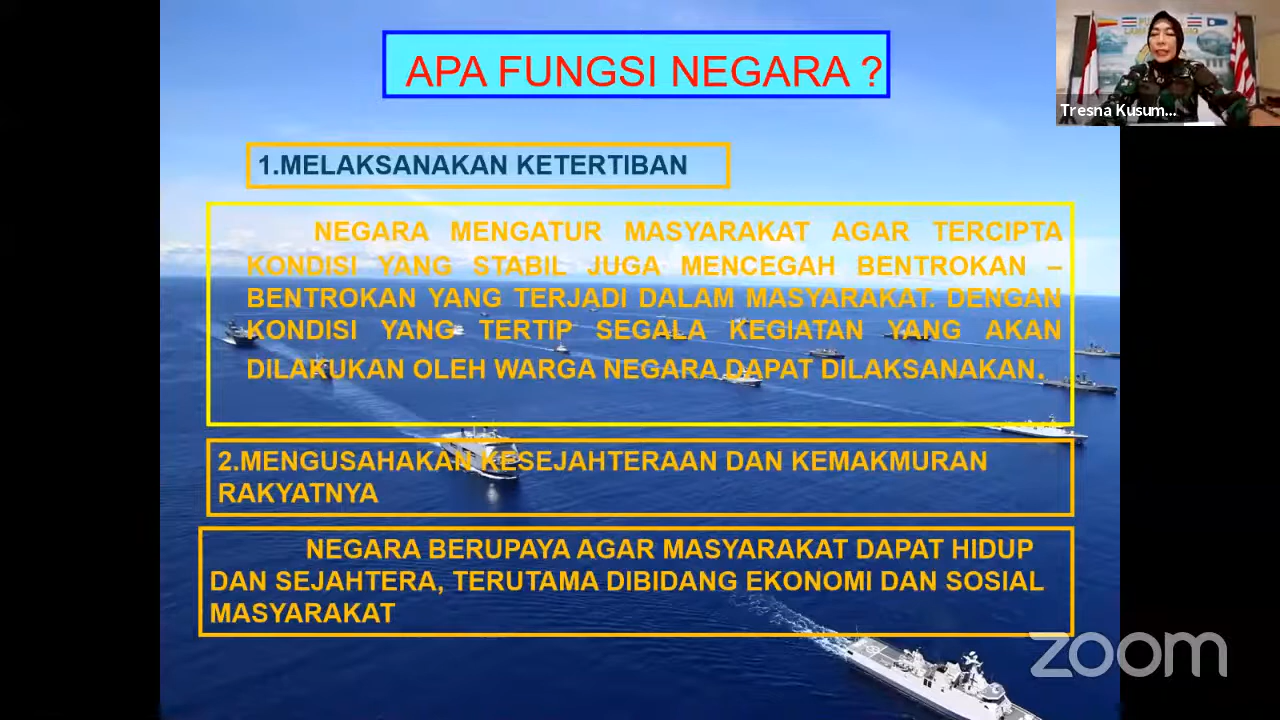 APA FUNGSI NEGARA ?
Tresna Kusum...
1.MELAKSANAKAN KETERTIBAN
NEGARA MENGATUR MASYARAKAT AGAR TERCIPTA
KONDISI YANG STABIL JUGA MENCEGAH BENTROKAN –
BENTROKAN YANG TERJADI DALAM MASYARAKAT. DENGAN
KONDISI YANG TERTIP SEGALA KEGIATAN YANG AKAN
DILAKUKAN OLEH WARGA NEGARA DAPAT DILAKSANAKAN.
2.MENGUSAHAKAN KESEJAHTERAAN DAN KEMAKMURAN
RAKYATNYA
NEGARA BERUPAYA AGAR MASYARAKAT DAPAT HIDUP
DAN SEJAHTERA, TERUTAMA DIBIDANG EKONOMI DAN SOSIAL
MASYARAKAT
zoom